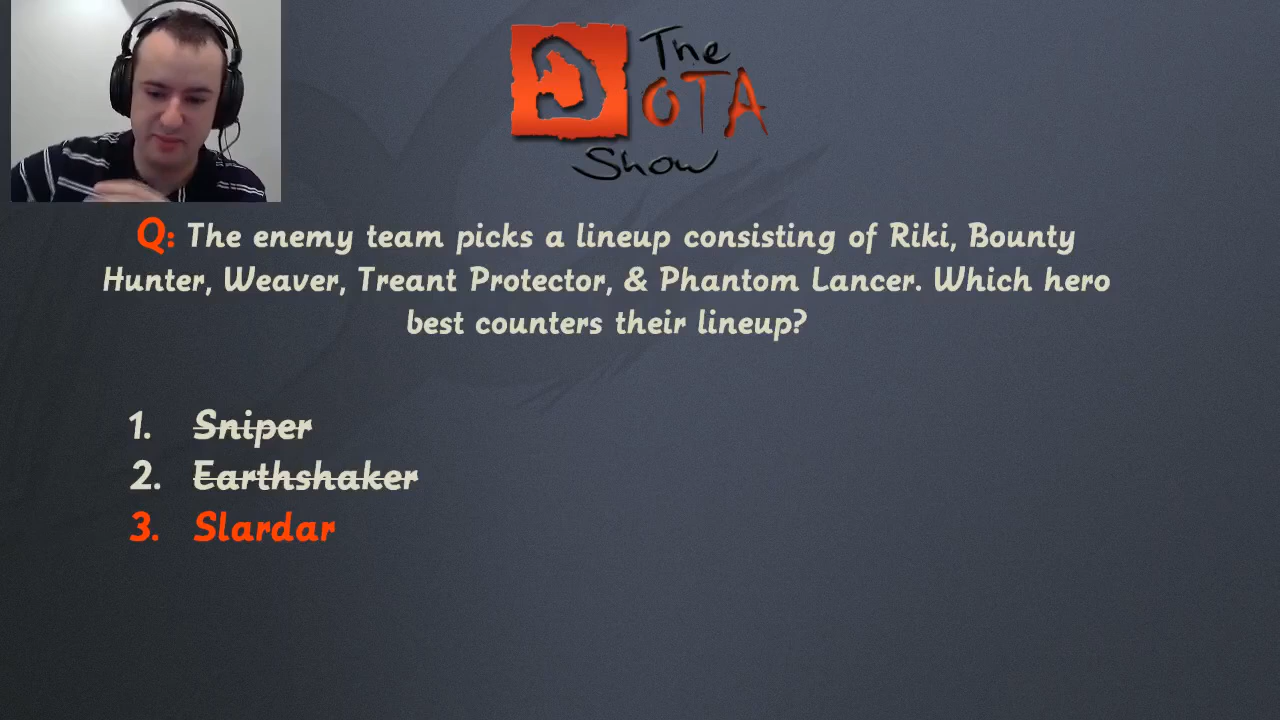 The
DOTA
Show
Q: The enemy team picks a lineup consisting of Riki, Bounty
Hunter, Weaver, Treant Protector, & Phantom Lancer. Which hero
best counters their lineup?
1. Sniper
2. Earthshaker
3. Slardar